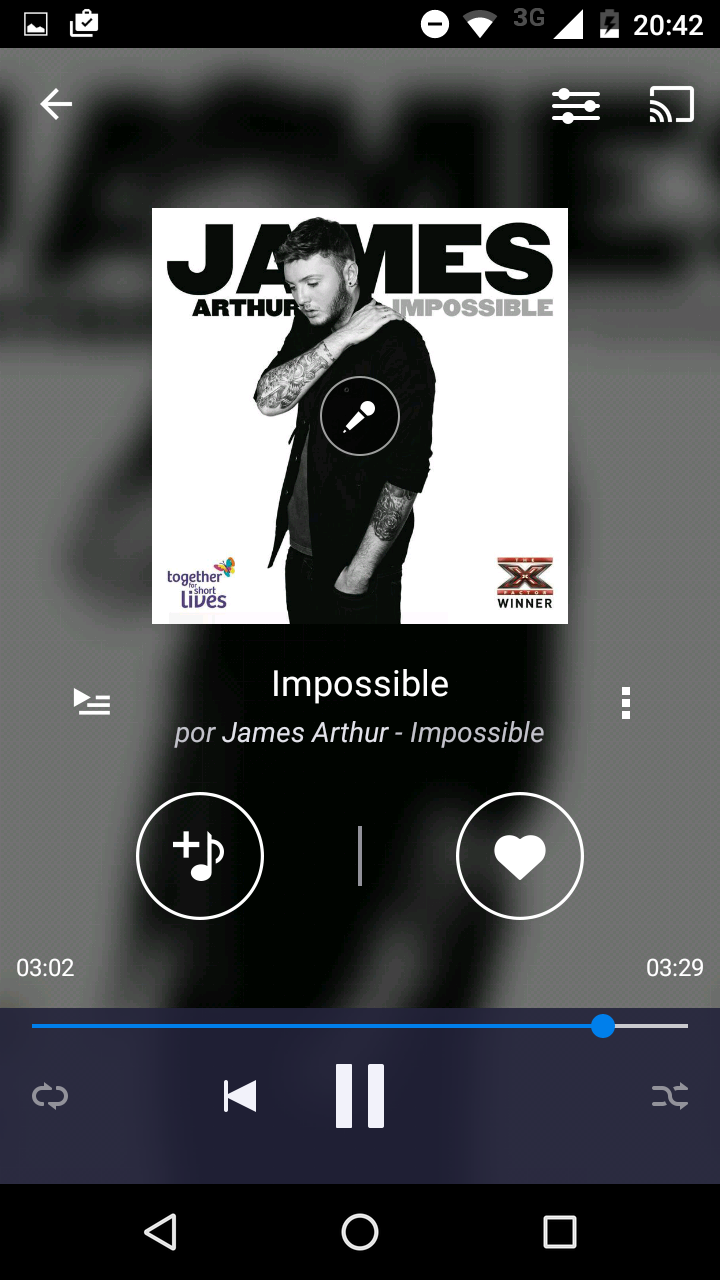 3G 20:42
JAMES
ARTHUR IMPOSSIBLE
together
for short
lives
THE
X
FACTOR
WINNER
Impossible
por James Arthur - Impossible
03:02 03:29